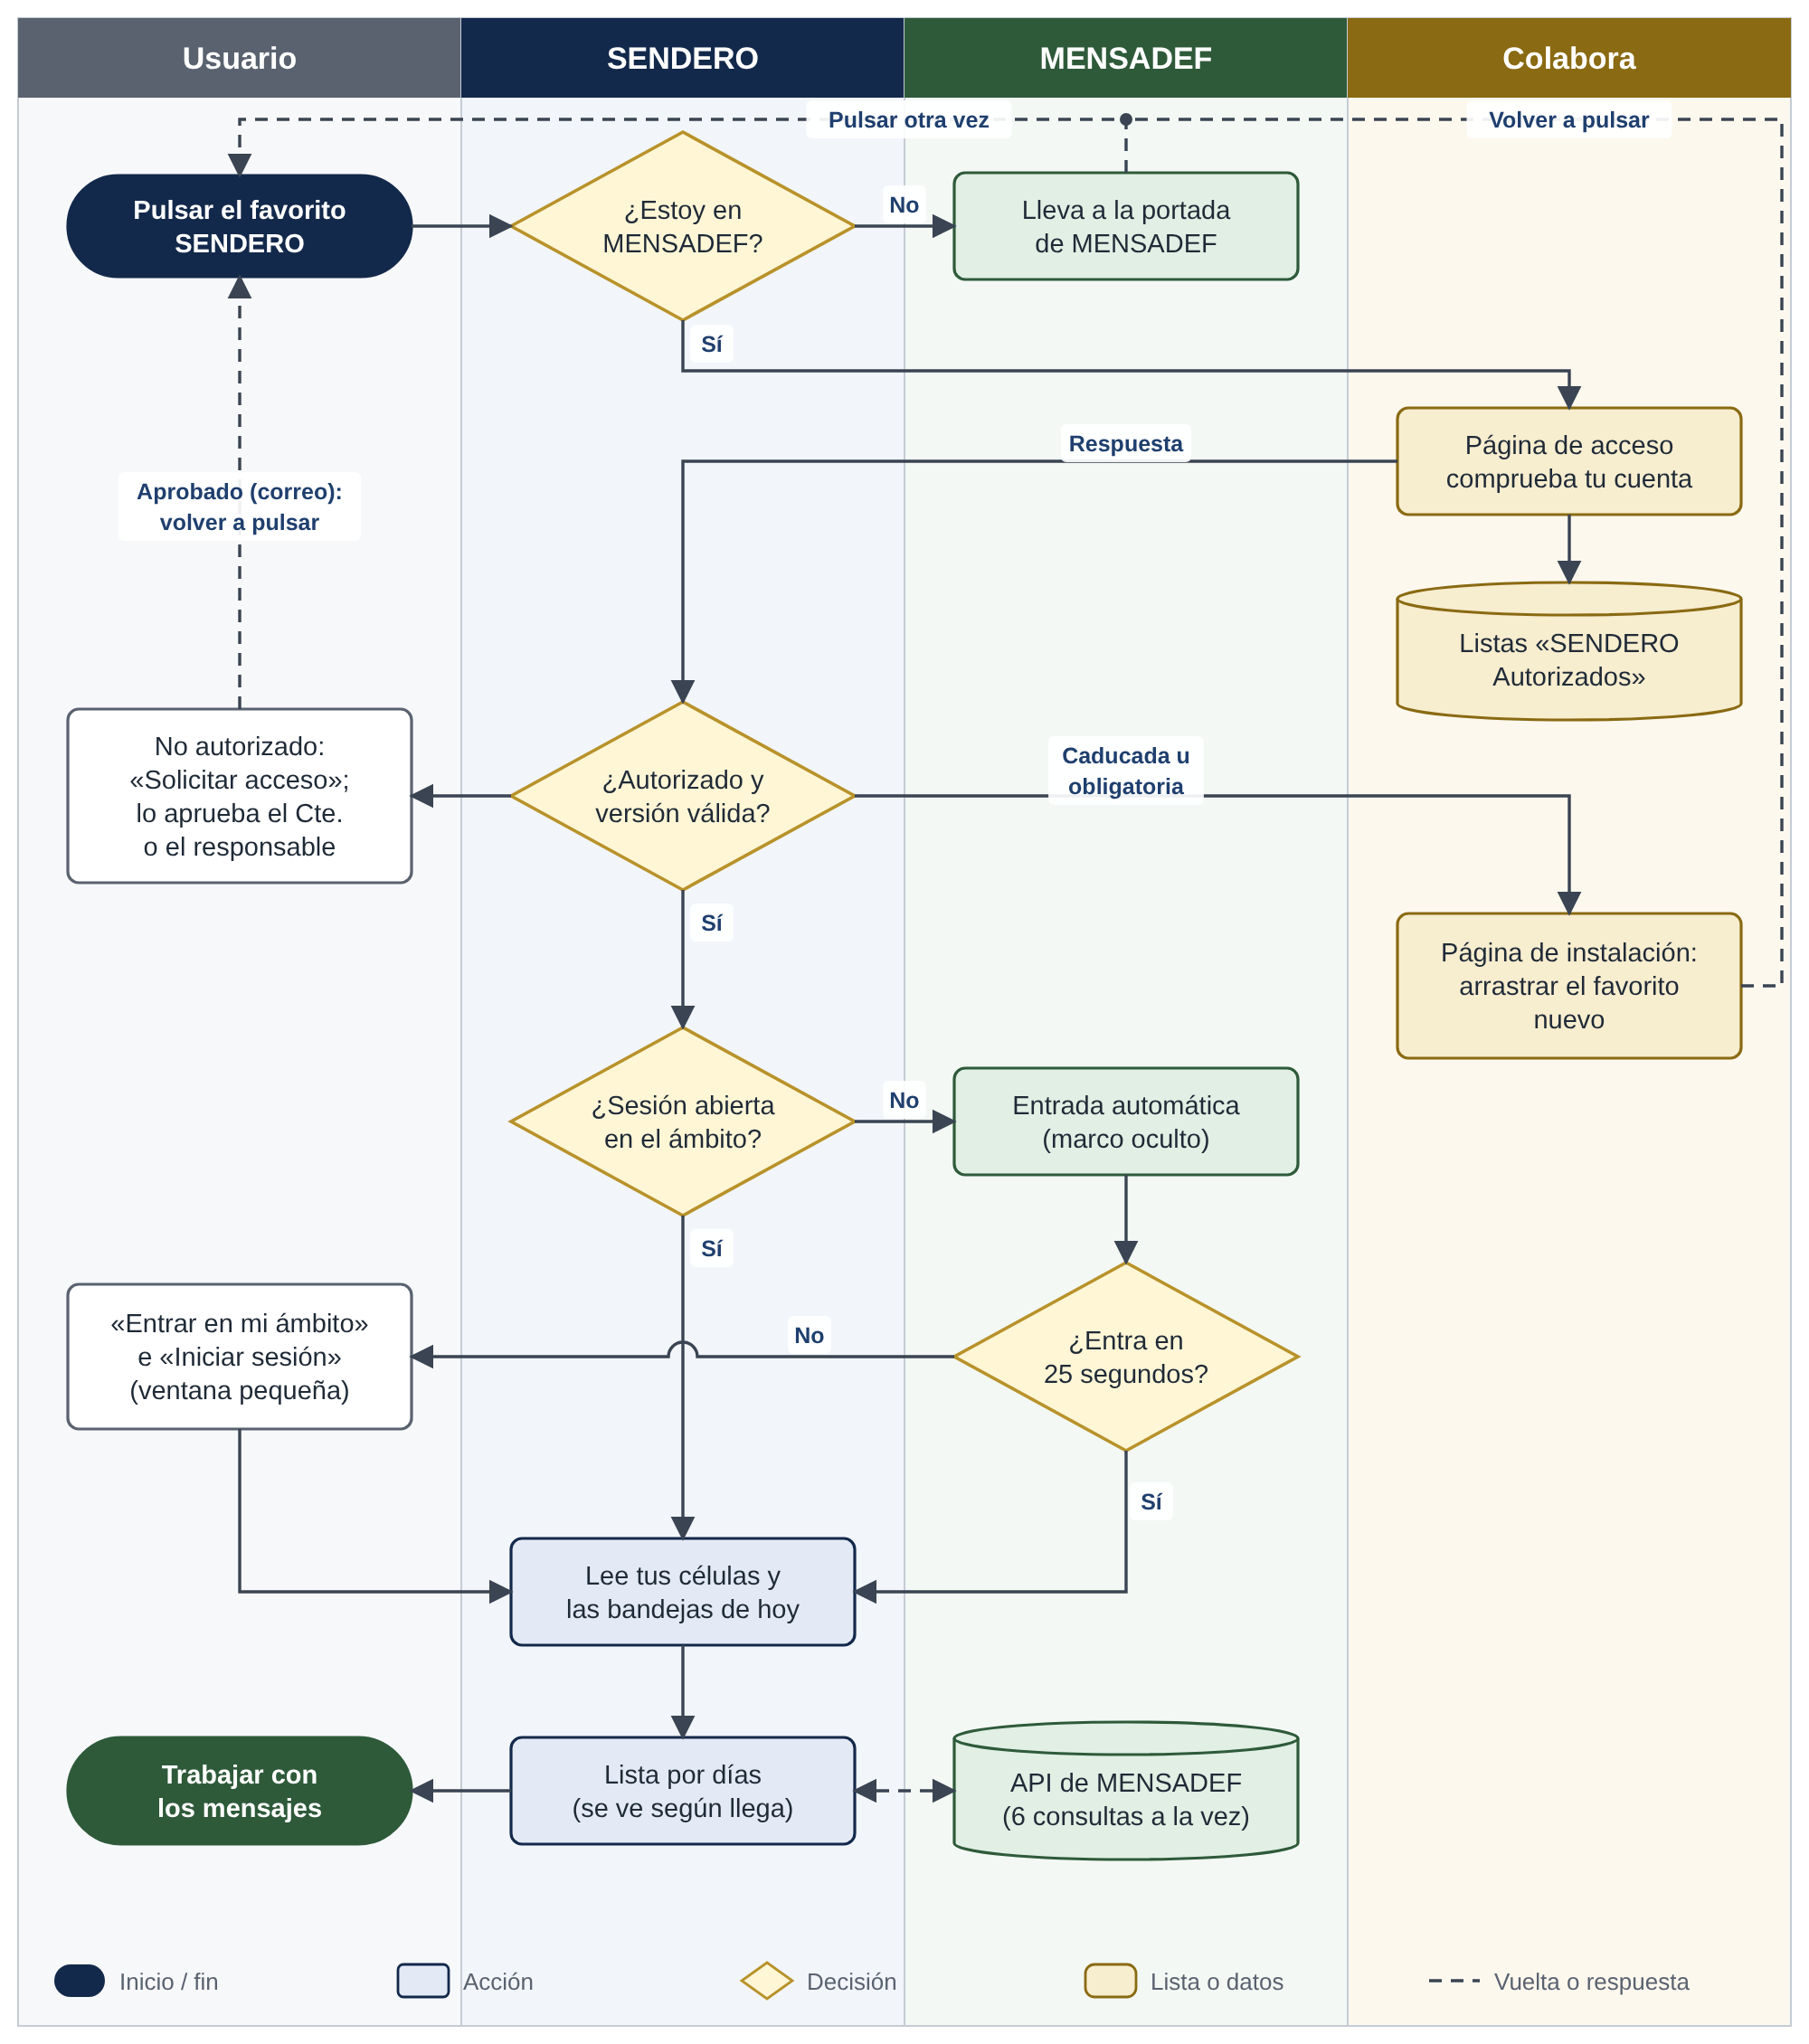 Usuario
SENDERO
MENSADEF
Colabora
Pulsar otra vez
Volver a pulsar
Pulsar el favorito
SENDERO
¿Estoy en
MENSADEF?
No
Lleva a la portada
de MENSADEF
Sí
Respuesta
Página de acceso
comprueba tu cuenta
Aprobado (correo):
volver a pulsar
Listas «SENDERO
Autorizados»
No autorizado:
«Solicitar acceso»;
lo aprueba el Cte.
o el responsable
¿Autorizado y
versión válida?
Caducada u
obligatoria
Sí
Página de instalación:
arrastrar el favorito
nuevo
¿Sesión abierta
en el ámbito?
No
Entrada automática
(marco oculto)
Sí
«Entrar en mi ámbito»
e «Iniciar sesión»
(ventana pequeña)
No
¿Entra en
25 segundos?
Sí
Lee tus células y
las bandejas de hoy
Trabajar con
los mensajes
Lista por días
(se ve según llega)
API de MENSADEF
(6 consultas a la vez)
Inicio / fin
Acción
Decisión
Lista o datos
Vuelta o respuesta